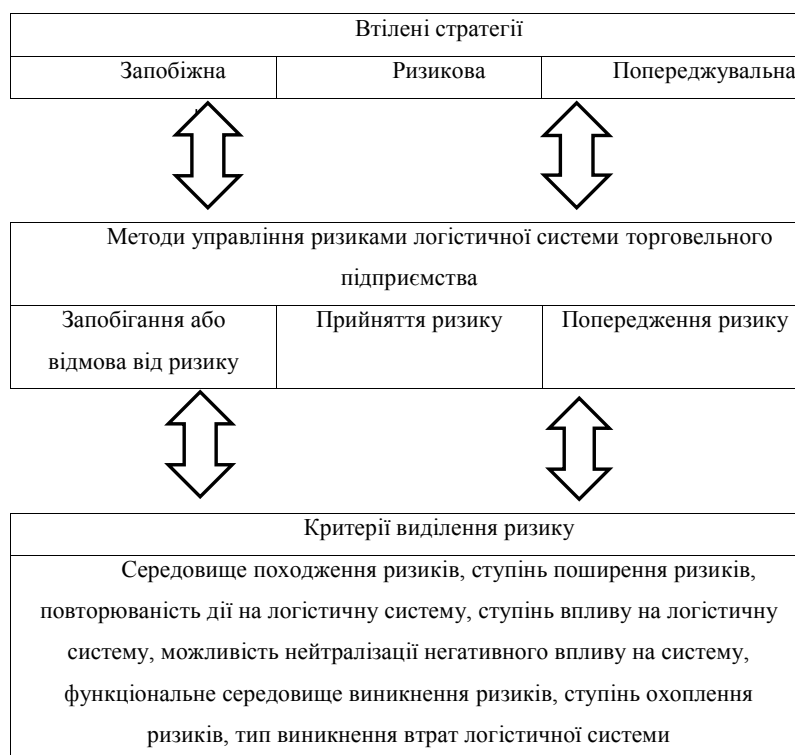 Втілені стратегії
Запобіжна Ризикова Попереджувальна
Методи управління ризиками логістичної системи торговельного
підприємства
Запобігання або Прийняття ризику Попередження ризику
відмова від ризику
Критерії виділення ризику
Середовище походження ризиків, ступінь поширення ризиків,
повторюваність дії на логістичну систему, ступінь впливу на логістичну
систему, можливість нейтралізації негативного впливу на систему,
функціональне середовище виникнення ризиків, ступінь охоплення
ризиків, тип виникнення втрат логістичної системи